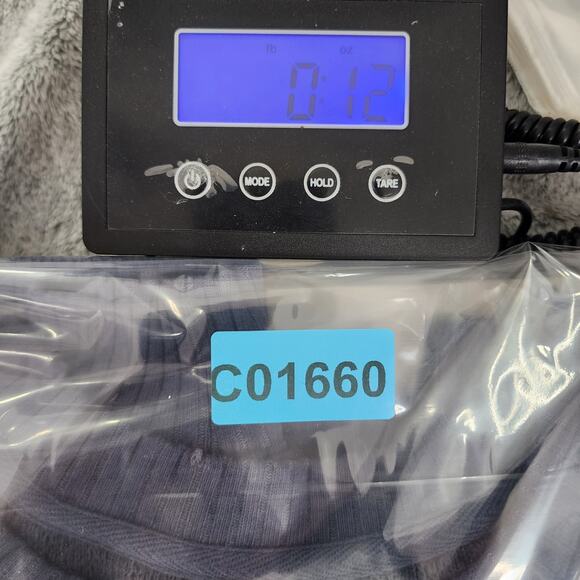 lb oz
0:12
MODE HOLD TARE
C01660